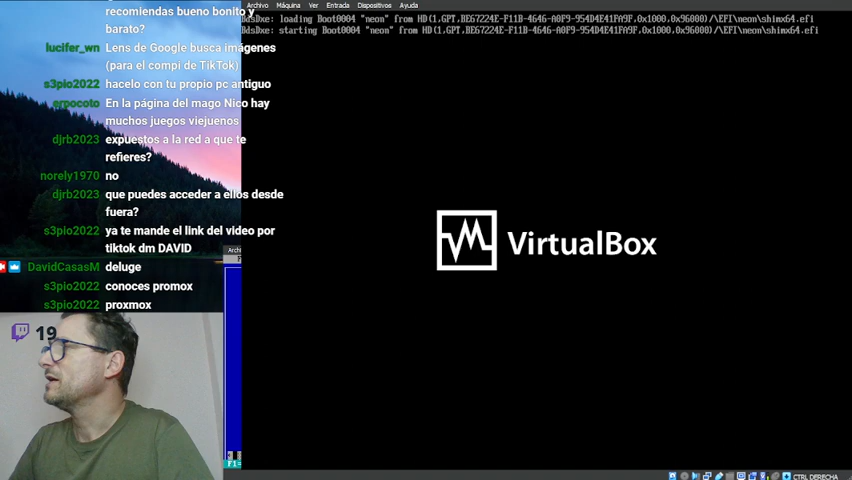 recomiendas bueno bonito y
barato?
lucifer_wn Lens de Google busca imágenes
(para el compi de TikTok)
s3pio2022 hacelo con tu propio pc antiguo
erpocoto En la página del mago Nico hay
muchos juegos viejuenos
djrb2023 expuestos a la red a que te
refieres?
norely1970 no
djrb2023 que puedes acceder a ellos desde
fuera?
s3pio2022 ya te mande el link del video por
tiktok dm DAVID
DavidCasasM deluge
s3pio2022 conoces promox
s3pio2022 proxmox
19
Archivo Máquina Ver Entrada Dispositivos Ayuda
BdsDxe: loading Boot0004 "neon" from HD(1,GPT,BE67224E-F11B-4646-A0F9-954D4E41FA9F,0x1000,0x96000)/\EFI\neon\shimx64.efi
BdsDxe: starting Boot0004 "neon" from HD(1,GPT,BE67224E-F11B-4646-A0F9-954D4E41FA9F,0x1000,0x96000)/\EFI\neon\shimx64.efi
VirtualBox
Archi
F1=
CTRL DERECHA